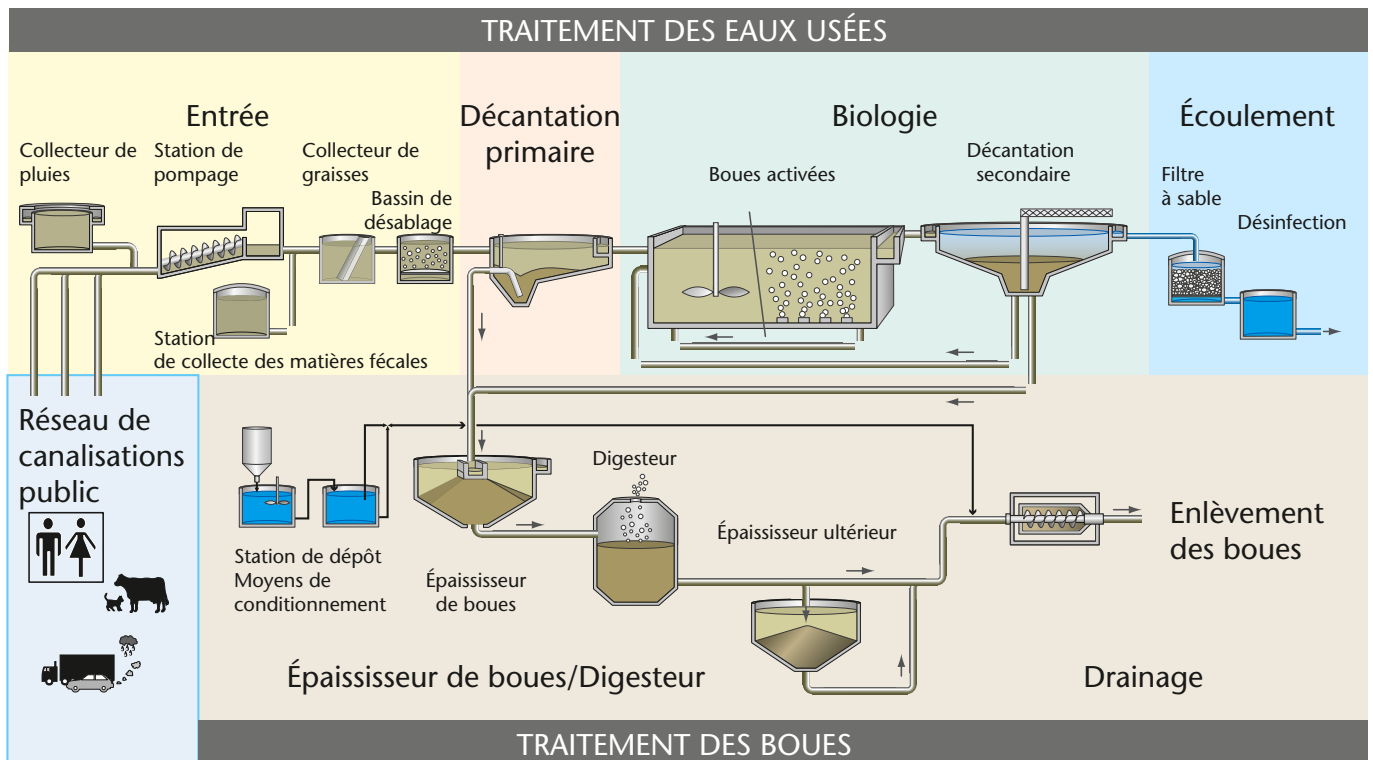 TRAITEMENT DES EAUX USÉES
Entrée
Décantation
primaire
Biologie
Écoulement
Collecteur de
pluies
Station de
pompage
Collecteur de
graisses
Bassin de
désablage
Boues activées
Décantation
secondaire
Filtre
à sable
Désinfection
Station
de collecte des matières fécales
Réseau de
canalisations
public
Digesteur
Épaississeur ultérieur
Enlèvement
des boues
Station de dépôt
Moyens de
conditionnement
Épaississeur
de boues
Épaississeur de boues/Digesteur
Drainage
TRAITEMENT DES BOUES